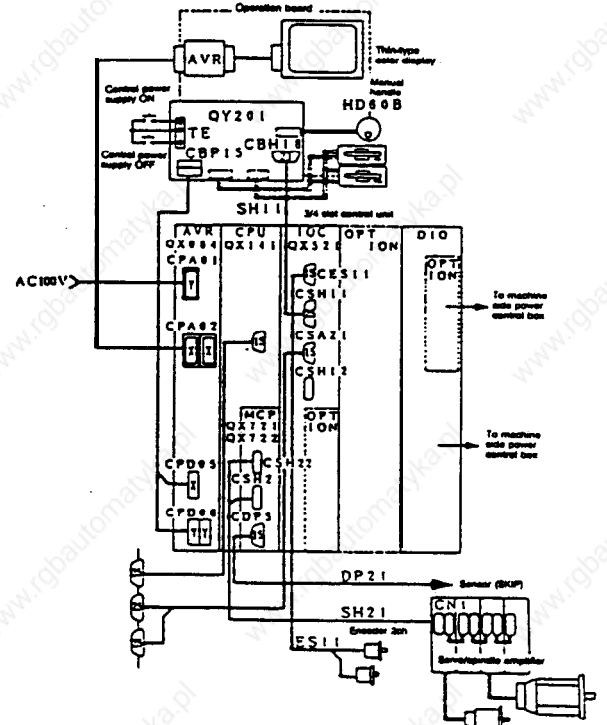 Operation board
AVR
Thin-type
color display
Control power
supply ON
Manual
handle
HD60B
QY201
TE
CBH18
CBP15
Control power
supply OFF
SH11
3/4 slot control unit
AVR
QX084
CPU
QX141
IOC
QX521
OPT
ION
DIO
CPA01
CES11
OPT
ION
CSH11
AC100V
To machine
side power
control box
CPA02
CSA21
CSH12
MCP
QX721
QX722
OPT
ION
To machine
side power
control box
CPD05
CSH22
CSH2
CDP3
CPD06
DP21
Sensor (SKIP)
SH21
CN1
Encoder 2ch
ES11
Servo/spindle amplifier
www.rgbautomatyka.pl